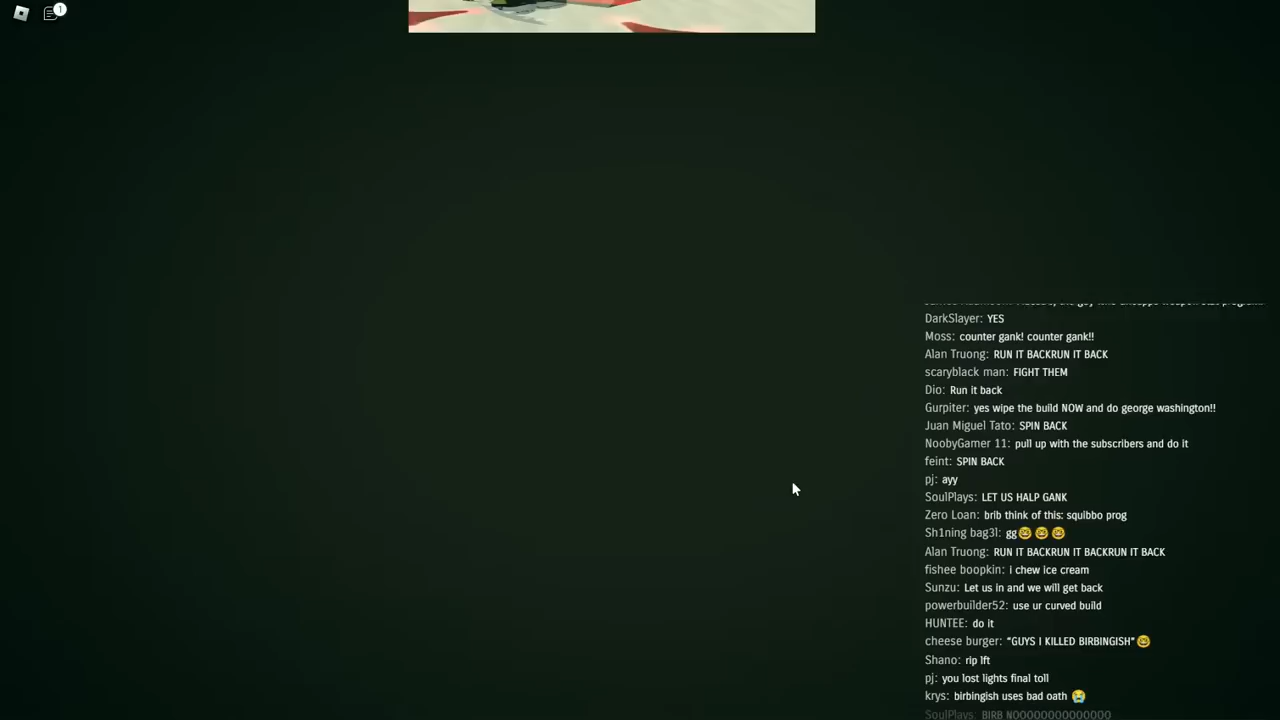 1
DarkSlayer: YES
Moss: counter gank! counter gank!!
Alan Truong: RUN IT BACKRUN IT BACK
scaryblack man: FIGHT THEM
Dio: Run it back
Gurpiter: yes wipe the build NOW and do george washington!!
Juan Miguel Tato: SPIN BACK
NoobyGamer 11: pull up with the subscribers and do it
feint: SPIN BACK
pj: ayy
SoulPlays: LET US HALP GANK
Zero Loan: brib think of this: squibbo prog
Sh1ning bag3l: gg🤓 🤓 🤓
Alan Truong: RUN IT BACKRUN IT BACKRUN IT BACK
fishee boopkin: i chew ice cream
Sunzu: Let us in and we will get back
powerbuilder52: use ur curved build
HUNTEE: do it
cheese burger: "GUYS I KILLED BIRBINGISH"🤓
Shano: rip lft
pj: you lost lights final toll
krys: birbingish uses bad oath 😭
SoulPlays: BIRB NOOOOOOOOOOOOO